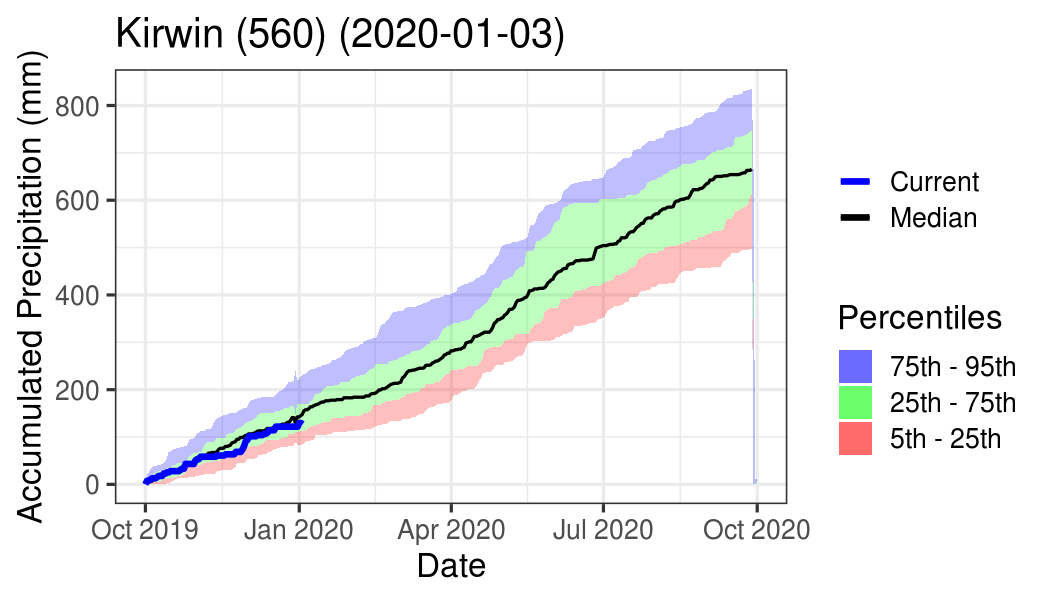 Kirwin (560) (2020-01-03)
Accumulated Precipitation (mm)
800
600
400
200
0
Oct 2019 Jan 2020 Apr 2020 Jul 2020 Oct 2020
Date
Current
Median
Percentiles
75th - 95th
25th - 75th
5th - 25th